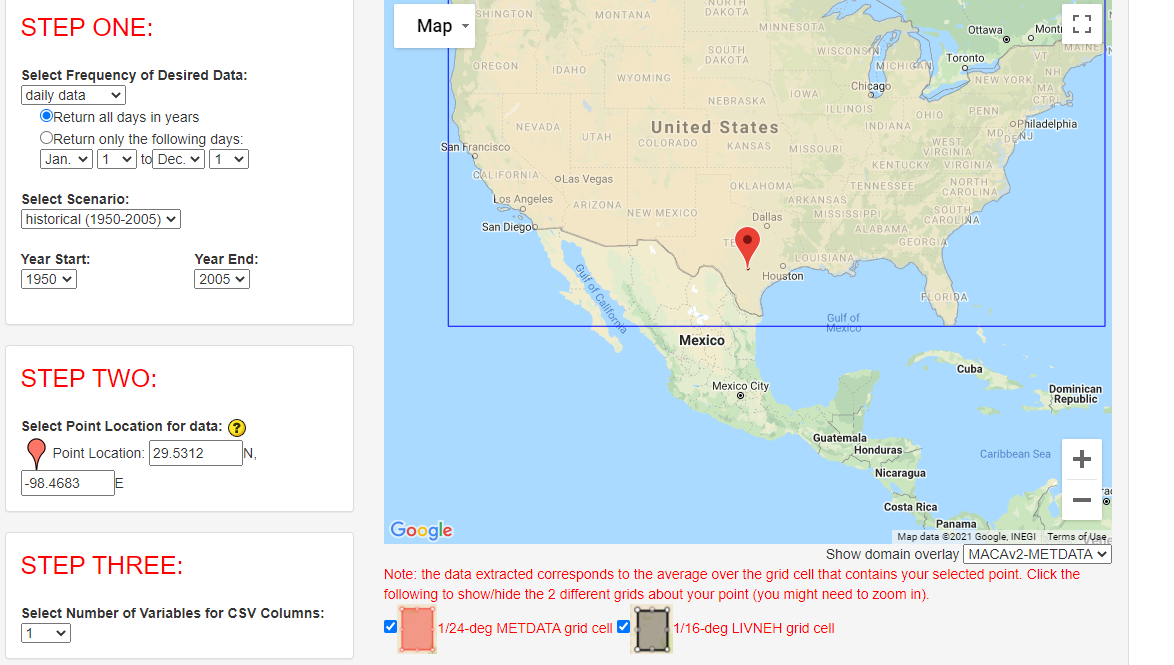 STEP ONE:
Select Frequency of Desired Data:
daily data
Return all days in years
Return only the following days:
Jan. 1 to Dec. 1
Select Scenario:
historical (1950-2005)
Year Start: Year End:
1950 2005
STEP TWO:
Select Point Location for data: ?
Point Location: 29.5312 N,
-98.4683 E
STEP THREE:
Select Number of Variables for CSV Columns:
1
Map
SHINGTON
MONTANA
NORTH
DAKOTA
MINNESOTA
Ottawa
Mont
MAINE
OREGON
IDAHO
WYOMING
SOUTH
DAKOTA
WISCONSIN
MICHIGAN
Toronto
VT
NH
NEW YORK
MA
CT
RI
Chicago
IOWA
NEBRASKA
ILLINOIS
INDIANA
OHIO
PENN
Philadelphia
MD
DE
NJ
NEVADA
UTAH
COLORADO
United States
KANSAS
MISSOURI
WEST
VIRGINIA
KENTUCKY
VIRGINIA
San Francisco
CALIFORNIA
Las Vegas
Los Angeles
ARIZONA
NEW MEXICO
OKLAHOMA
ARKANSAS
TENNESSEE
NORTH
CAROLINA
San Diego
Dallas
MISSISSIPPI
SOUTH
CAROLINA
ALABAMA
GEORGIA
TE
LOUISIANA
Houston
Gulf of California
FLORIDA
Gulf of
Mexico
Mexico
Mexico City
Cuba
Dominican
Republic
Guatemala
Honduras
Caribbean Sea
Nicaragua
Costa Rica
Panama
Google
Map data ©2021 Google, INEGI Terms of Use
Show domain overlay MACAv2-METDATA
Note: the data extracted corresponds to the average over the grid cell that contains your selected point. Click the
following to show/hide the 2 different grids about your point (you might need to zoom in).
1/24-deg METDATA grid cell 1/16-deg LIVNEH grid cell